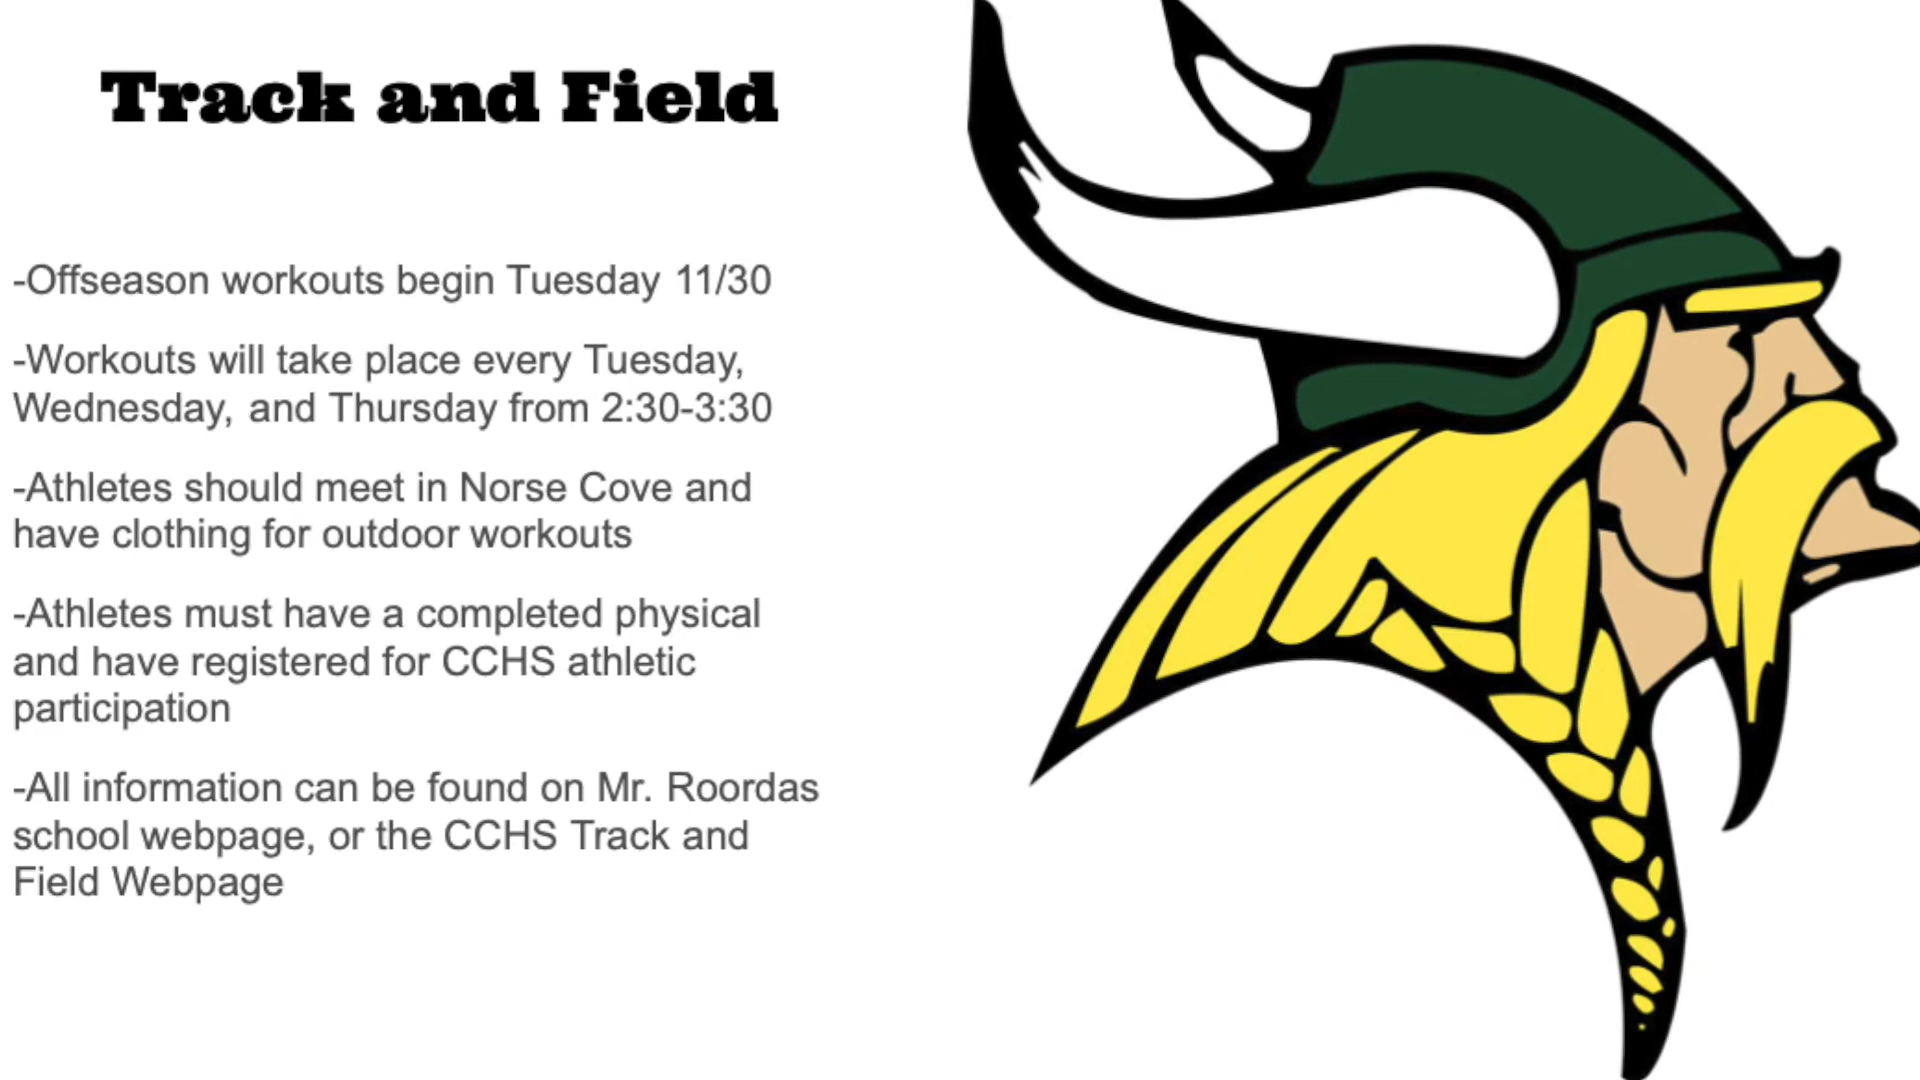 Track and Field
-Offseason workouts begin Tuesday 11/30
-Workouts will take place every Tuesday,
Wednesday, and Thursday from 2:30-3:30
-Athletes should meet in Norse Cove and
have clothing for outdoor workouts
-Athletes must have a completed physical
and have registered for CCHS athletic
participation
-All information can be found on Mr. Roordas
school webpage, or the CCHS Track and
Field Webpage